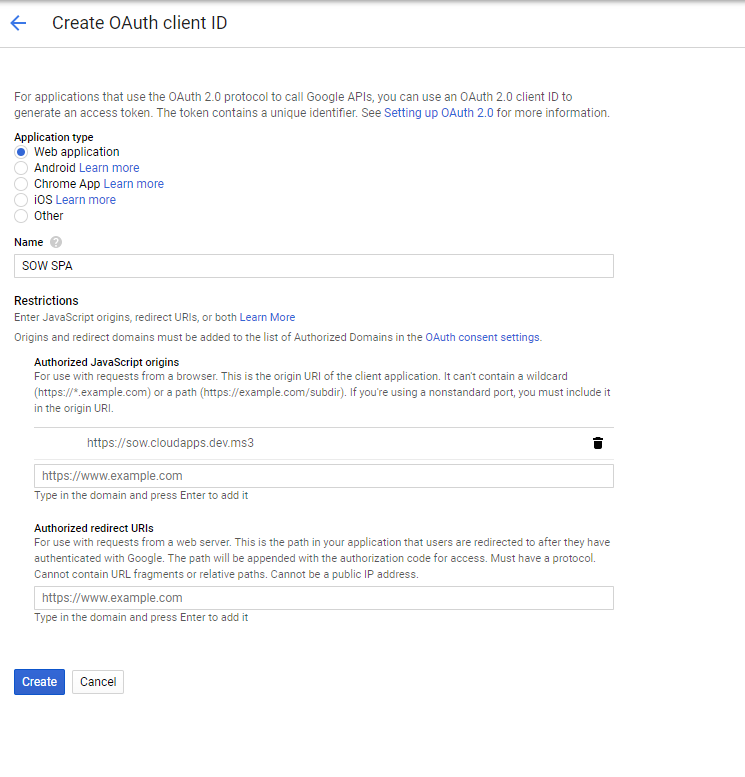 Create OAuth client ID
For applications that use the OAuth 2.0 protocol to call Google APIs, you can use an OAuth 2.0 client ID to
generate an access token. The token contains a unique identifier. See Setting up OAuth 2.0 for more information.
Application type
Web application
Android Learn more
Chrome App Learn more
iOS Learn more
Other
Name ?
SOW SPA
Restrictions
Enter JavaScript origins, redirect URIs, or both Learn More
Origins and redirect domains must be added to the list of Authorized Domains in the OAuth consent settings.
Authorized JavaScript origins
For use with requests from a browser. This is the origin URI of the client application. It can't contain a wildcard
(https://*.example.com) or a path (https://example.com/subdir). If you're using a nonstandard port, you must include it
in the origin URI.
https://sow.cloudapps.dev.ms3
https://www.example.com
Type in the domain and press Enter to add it
Authorized redirect URIs
For use with requests from a web server. This is the path in your application that users are redirected to after they have
authenticated with Google. The path will be appended with the authorization code for access. Must have a protocol.
Cannot contain URL fragments or relative paths. Cannot be a public IP address.
https://www.example.com
Type in the domain and press Enter to add it
Create Cancel